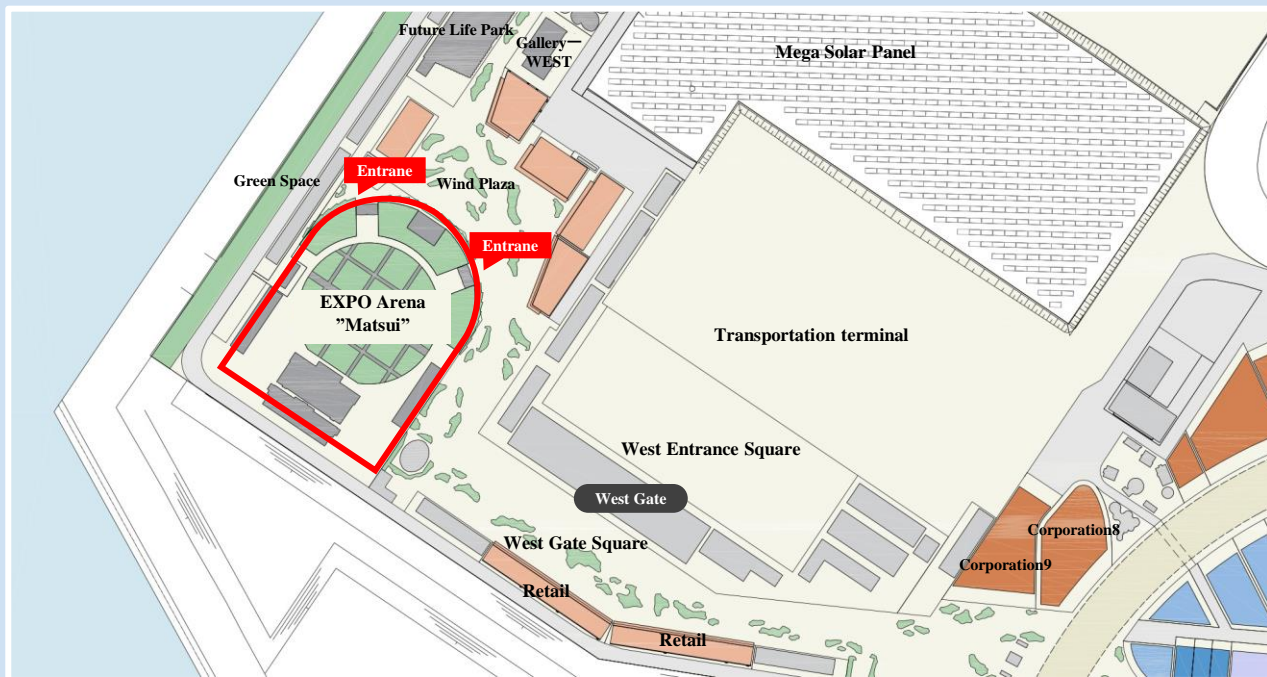 Future Life Park
Gallery—
WEST
Mega Solar Panel
Entrane
Green Space
Wind Plaza
Entrane
EXPO Arena
”Matsui”
Transportation terminal
West Entrance Square
West Gate
West Gate Square
Corporation8
Corporation9
Retail
Retail